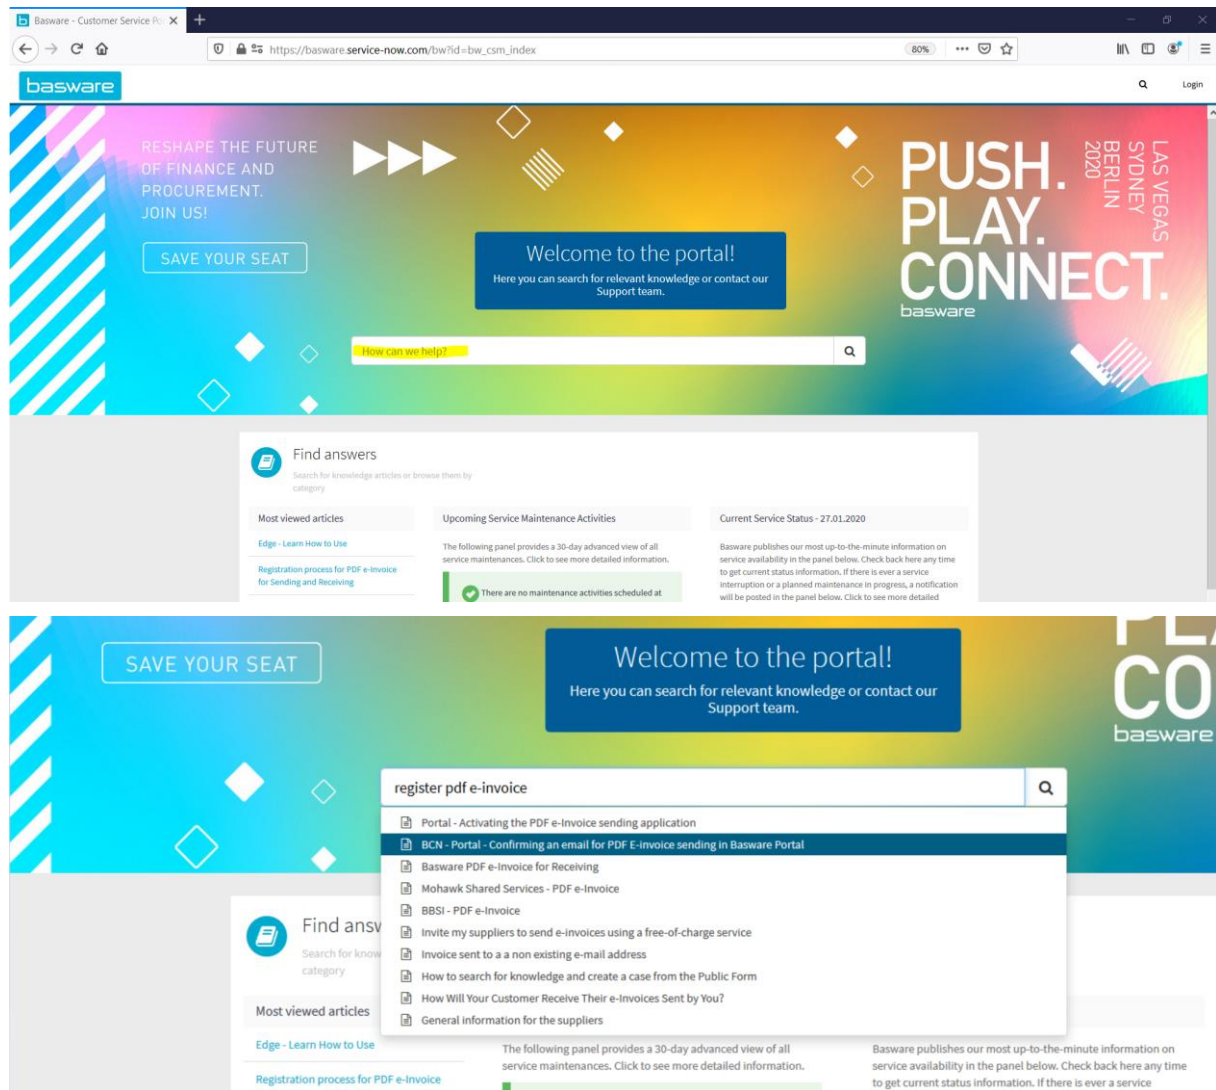 Basware - Customer Service Po
https://basware.service-now.com/bw?id=bw_csm_index
80%
basware
Login
RESHAPE THE FUTURE
OF FINANCE AND
PROCUREMENT.
JOIN US!
SAVE YOUR SEAT
PUSH.
PLAY.
CONNECT.
basware
LAS VEGAS
SYDNEY
BERLIN
2020
Welcome to the portal!
Here you can search for relevant knowledge or contact our
Support team.
How can we help?
Find answers
Search for knowledge articles or browse them by
category
Most viewed articles
Edge - Learn How to Use
Registration process for PDF e-Invoice
for Sending and Receiving
Upcoming Service Maintenance Activities
The following panel provides a 30-day advanced view of all
service maintenances. Click to see more detailed information.
There are no maintenance activities scheduled at
Current Service Status - 27.01.2020
Basware publishes our most up-to-the-minute information on
service availability in the panel below. Check back here any time
to get current status information. If there is ever a service
interruption or a planned maintenance in progress, a notification
will be posted in the panel below. Click to see more detailed
SAVE YOUR SEAT
Welcome to the portal!
Here you can search for relevant knowledge or contact our
Support team.
PLA
CO
basware
register pdf e-invoice
Portal - Activating the PDF e-Invoice sending application
BCN - Portal - Confirming an email for PDF E-invoice sending in Basware Portal
Basware PDF e-Invoice for Receiving
Mohawk Shared Services - PDF e-Invoice
BBSI - PDF e-Invoice
Invite my suppliers to send e-invoices using a free-of-charge service
Invoice sent to a a non existing e-mail address
How to search for knowledge and create a case from the Public Form
How Will Your Customer Receive Their e-Invoices Sent by You?
General information for the suppliers
Find answ
Search for know
category
Most viewed articles
Edge - Learn How to Use
Registration process for PDF e-Invoice
The following panel provides a 30-day advanced view of all
service maintenances. Click to see more detailed information.
Basware publishes our most up-to-the-minute information on
service availability in the panel below. Check back here any time
to get current status information. If there is ever a service